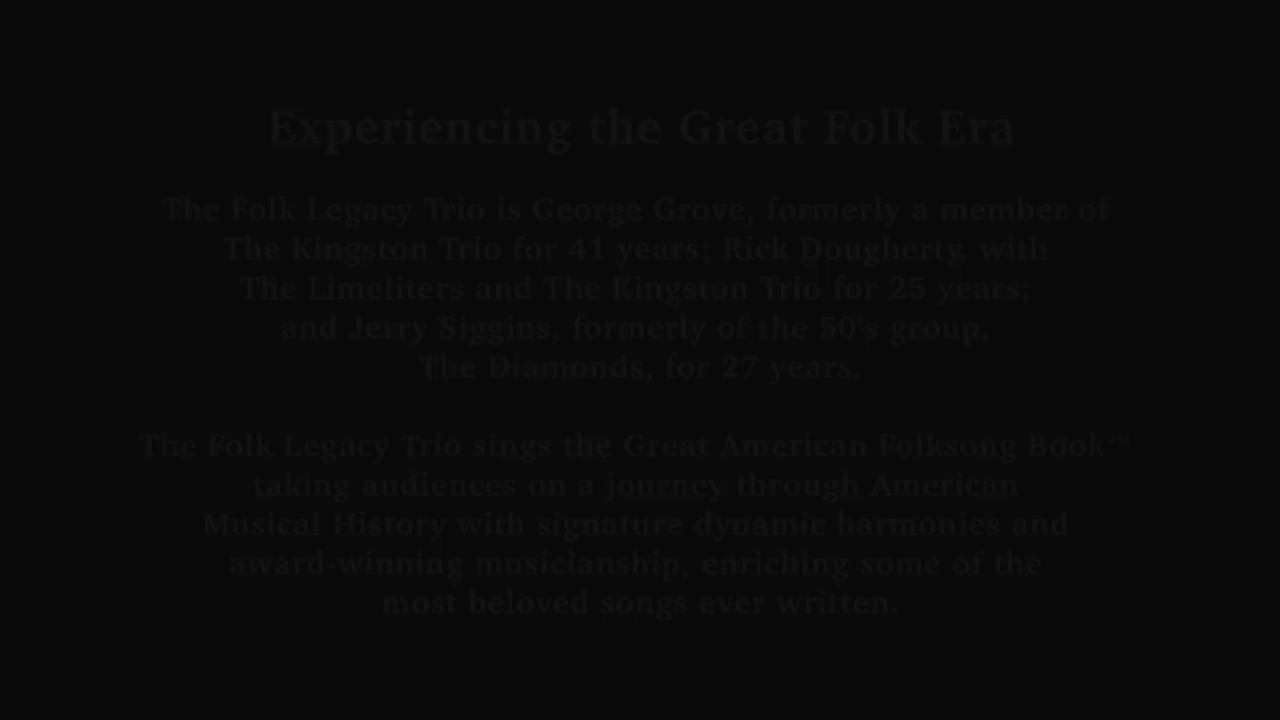 Experiencing the Great Folk Era
The Folk Legacy Trio is George Grove, formerly a member of
The Kingston Trio for 41 years; Rick Dougherty, with
The Limeliters and The Kingston Trio for 25 years;
and Jerry Siggins, formerly of the 50's group,
The Diamonds, for 27 years.
The Folk Legacy Trio sings the Great American Folksong Book™
taking audiences on a journey through American
Musical History with signature dynamic harmonies and
award-winning musicianship, enriching some of the
most beloved songs ever written.